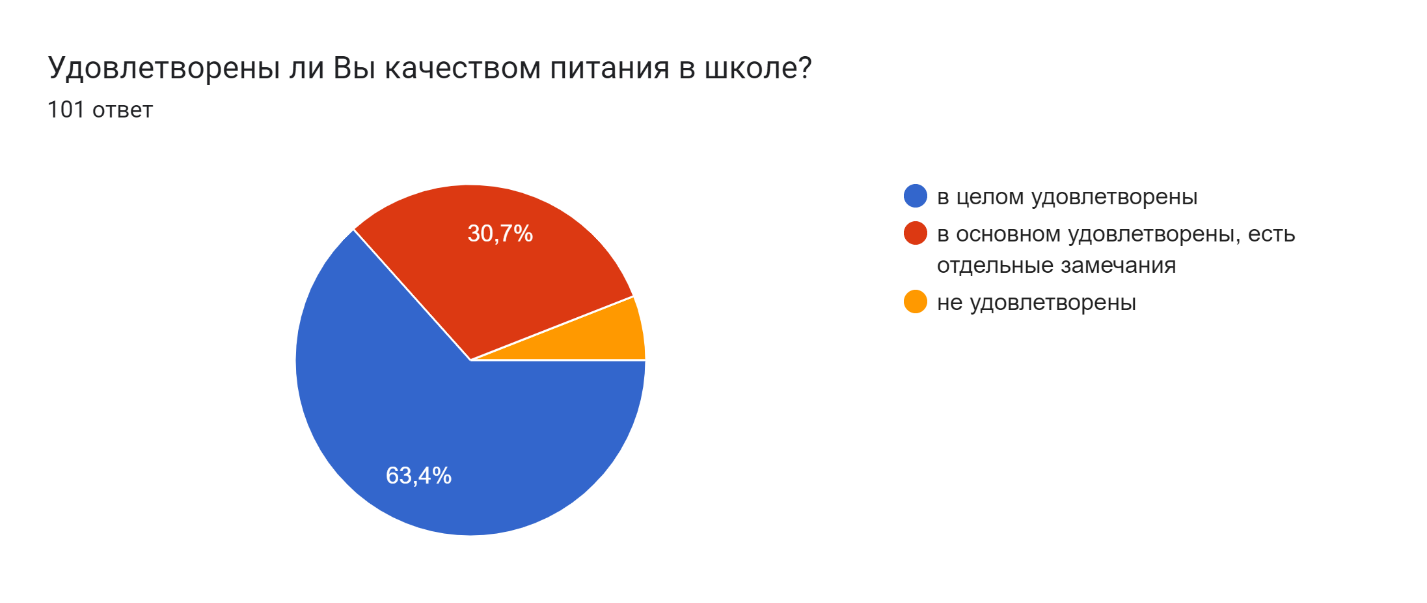 Удовлетворены ли Вы качеством питания в школе?
101 ответ
30,7%
63,4%
в целом удовлетворены
в основном удовлетворены, есть
отдельные замечания
не удовлетворены